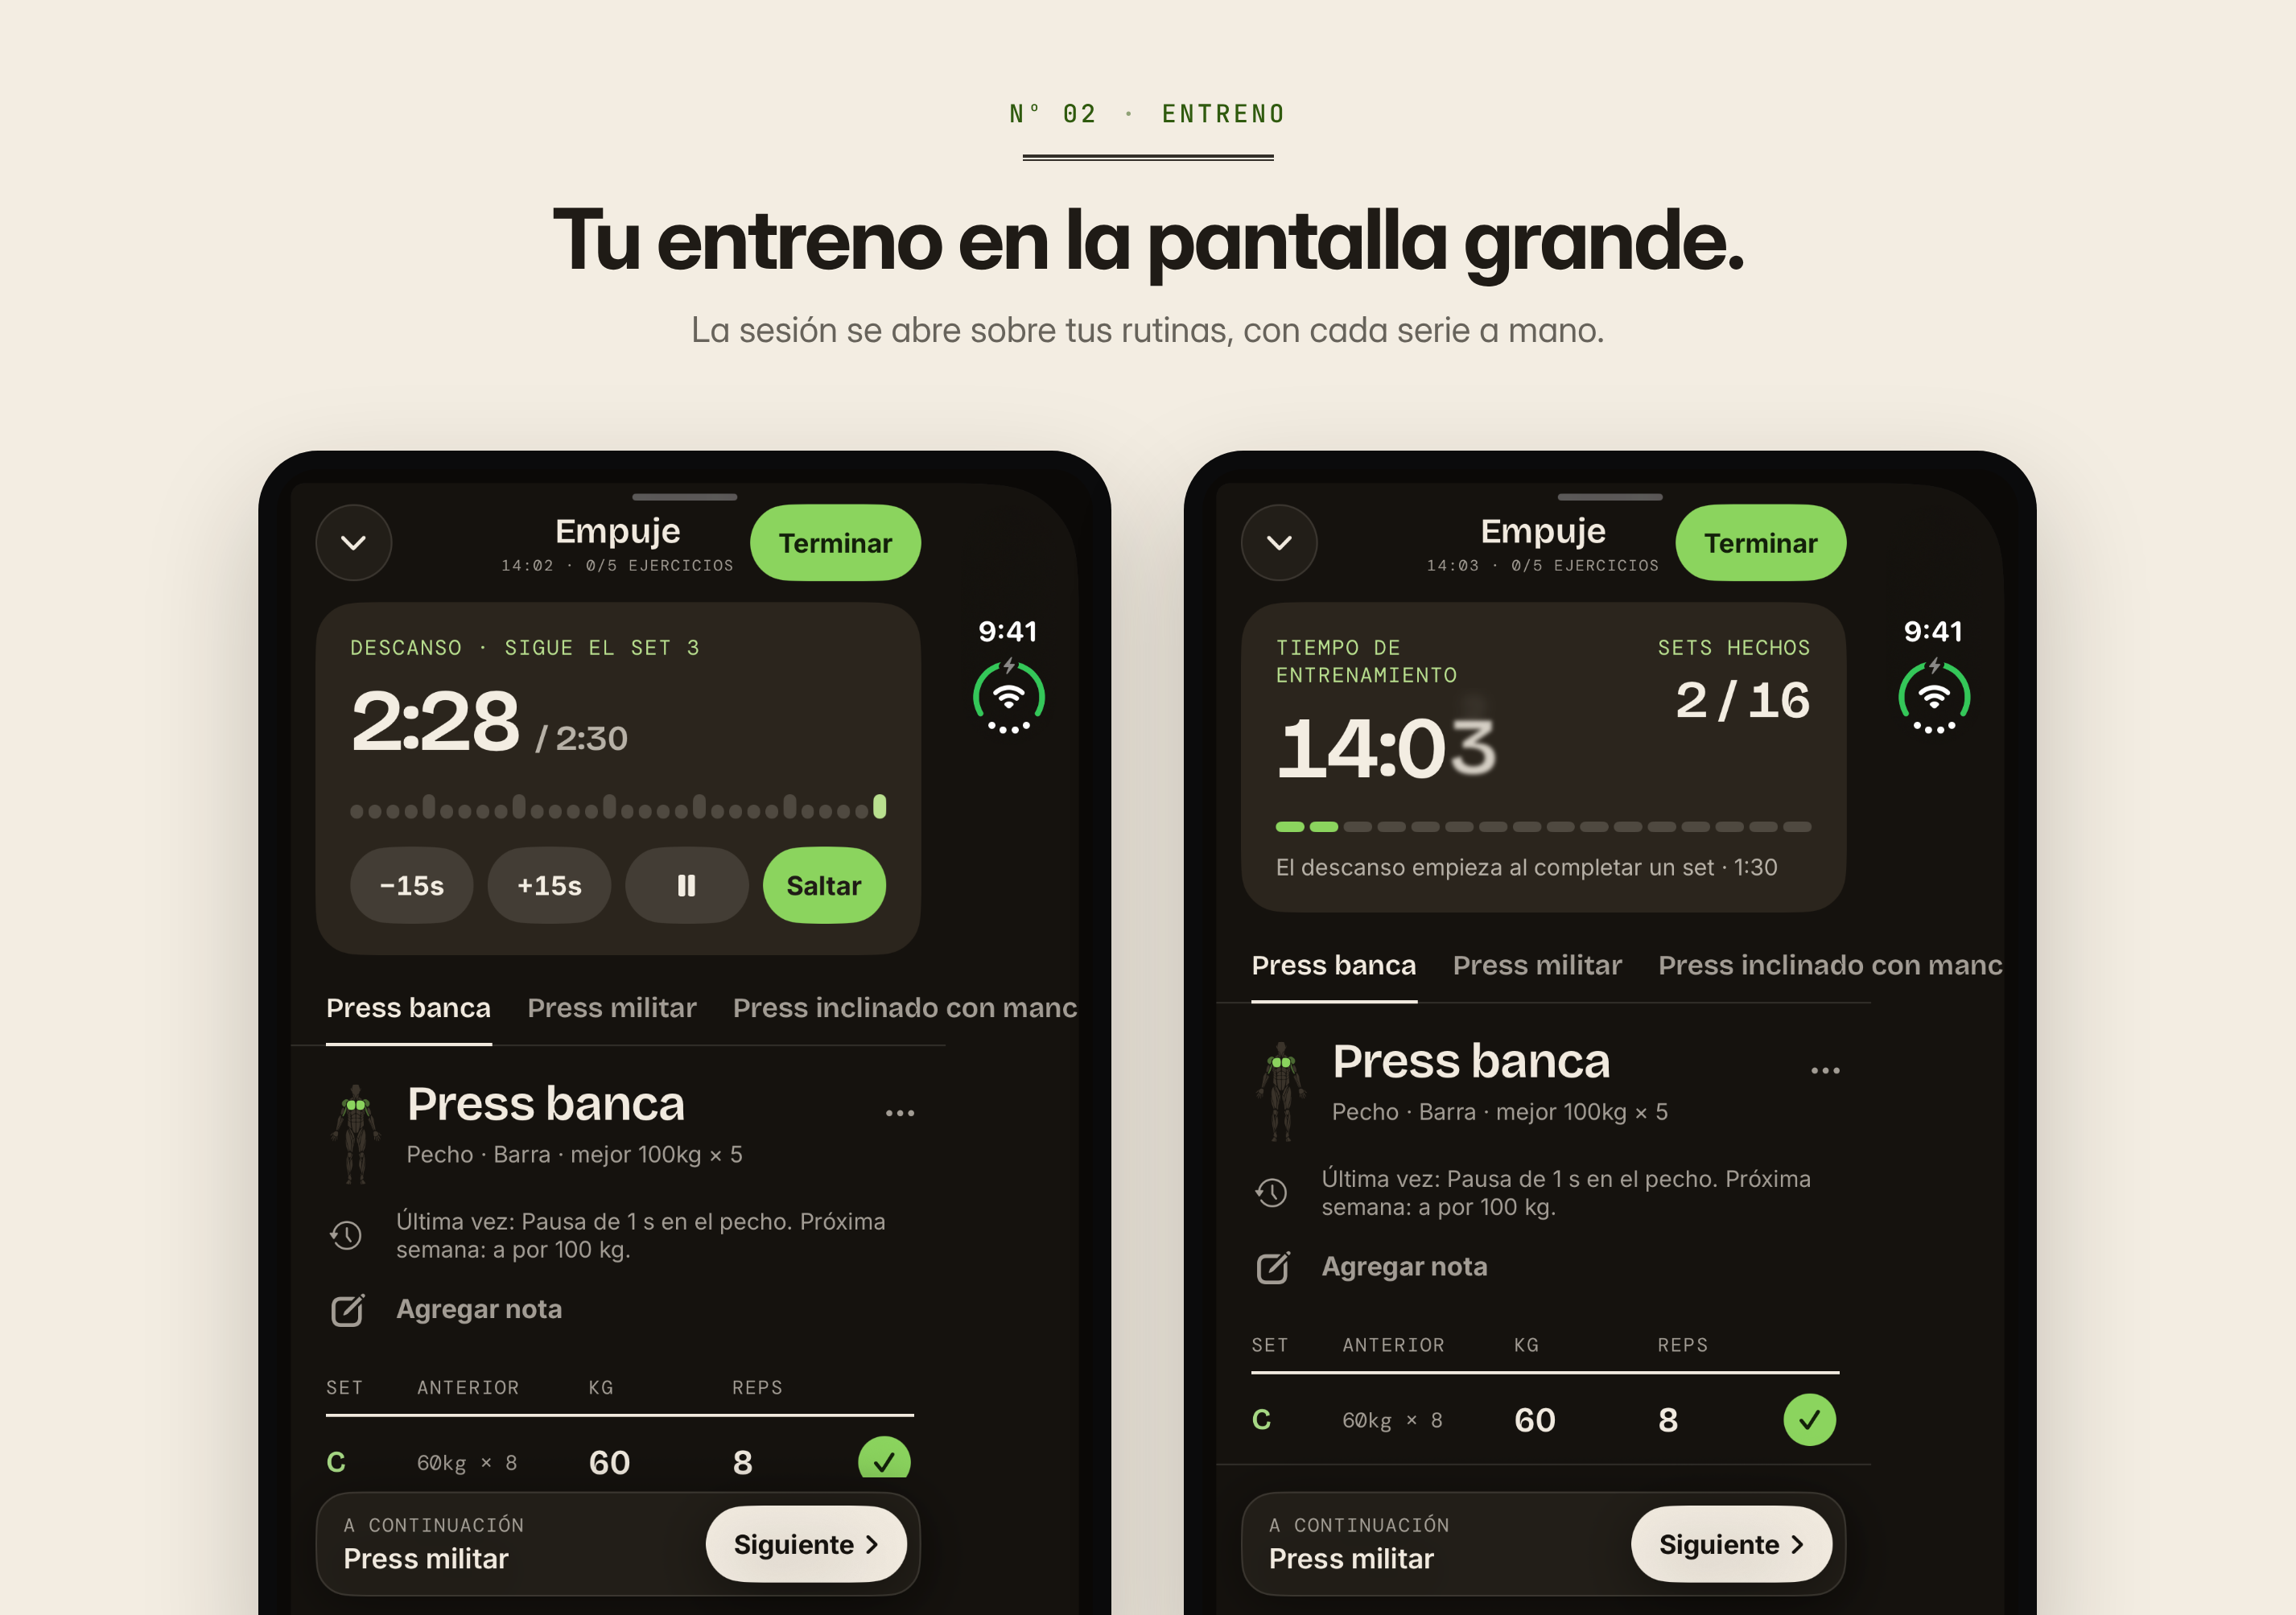 Nº 02 · ENTRENO
Tu entreno en la pantalla grande.
La sesión se abre sobre tus rutinas, con cada serie a mano.
Empuje
14:02 · 0/5 EJERCICIOS
Terminar
9:41
DESCANSO · SIGUE EL SET 3
2:28 / 2:30
−15s
+15s
Saltar
Press banca
Press militar
Press inclinado con manc
Press banca
Pecho · Barra · mejor 100kg × 5
Última vez: Pausa de 1 s en el pecho. Próxima
semana: a por 100 kg.
Agregar nota
SET ANTERIOR KG REPS
C 60kg × 8 60 8
A CONTINUACIÓN
Press militar
Siguiente
Empuje
14:03 · 0/5 EJERCICIOS
Terminar
9:41
TIEMPO DE
ENTRENAMIENTO
14:03
SETS HECHOS
2 / 16
El descanso empieza al completar un set · 1:30
Press banca
Press militar
Press inclinado con manc
Press banca
Pecho · Barra · mejor 100kg × 5
Última vez: Pausa de 1 s en el pecho. Próxima
semana: a por 100 kg.
Agregar nota
SET ANTERIOR KG REPS
C 60kg × 8 60 8
A CONTINUACIÓN
Press militar
Siguiente